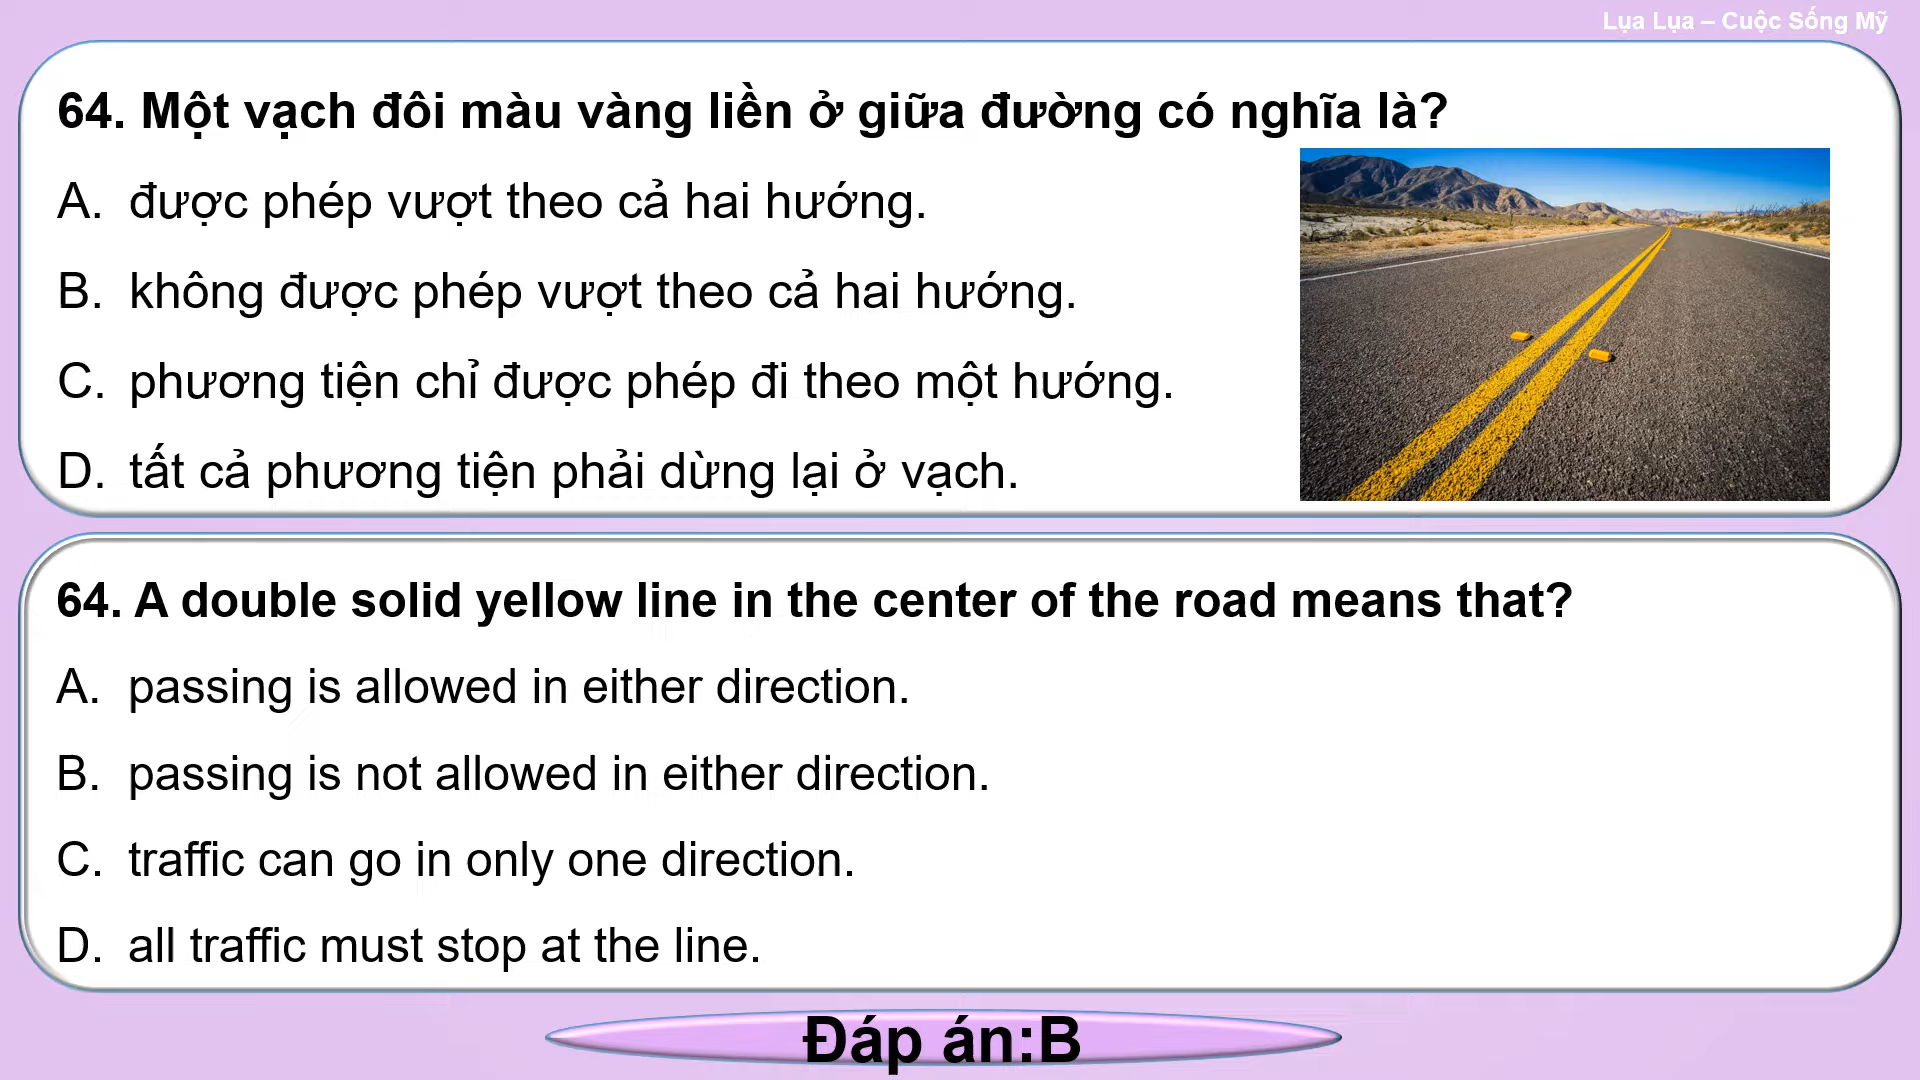 Lụa Lụa – Cuộc Sống Mỹ
64. Một vạch đôi màu vàng liền ở giữa đường có nghĩa là?
A. được phép vượt theo cả hai hướng.
B. không được phép vượt theo cả hai hướng.
C. phương tiện chỉ được phép đi theo một hướng.
D. tất cả phương tiện phải dừng lại ở vạch.
64. A double solid yellow line in the center of the road means that?
A. passing is allowed in either direction.
B. passing is not allowed in either direction.
C. traffic can go in only one direction.
D. all traffic must stop at the line.
Đáp án:B